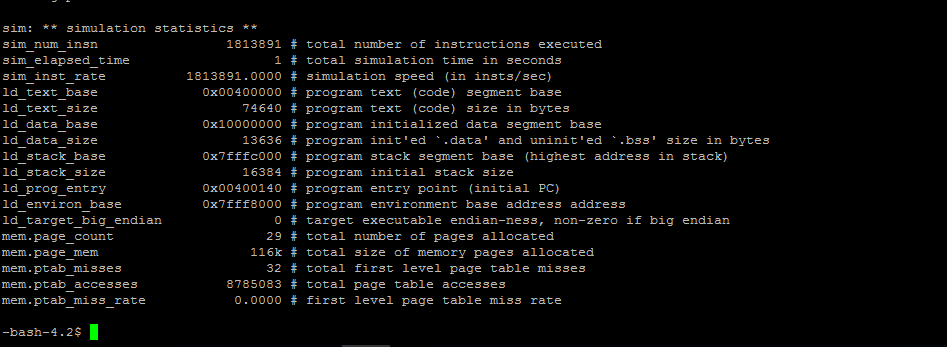 sim: ** simulation statistics **
sim_num_insn 1813891 # total number of instructions executed
sim_elapsed_time 1 # total simulation time in seconds
sim_inst_rate 1813891.0000 # simulation speed (in insts/sec)
ld_text_base 0x00400000 # program text (code) segment base
ld_text_size 74640 # program text (code) size in bytes
ld_data_base 0x10000000 # program initialized data segment base
ld_data_size 13636 # program init'ed `.data' and uninit'ed `.bss' size in bytes
ld_stack_base 0x7fffc000 # program stack segment base (highest address in stack)
ld_stack_size 16384 # program initial stack size
ld_prog_entry 0x00400140 # program entry point (initial PC)
ld_environ_base 0x7fff8000 # program environment base address address
ld_target_big_endian 0 # target executable endian-ness, non-zero if big endian
mem.page_count 29 # total number of pages allocated
mem.page_mem 116k # total size of memory pages allocated
mem.ptab_misses 32 # total first level page table misses
mem.ptab_accesses 8785083 # total page table accesses
mem.ptab_miss_rate 0.0000 # first level page table miss rate
-bash-4.2$